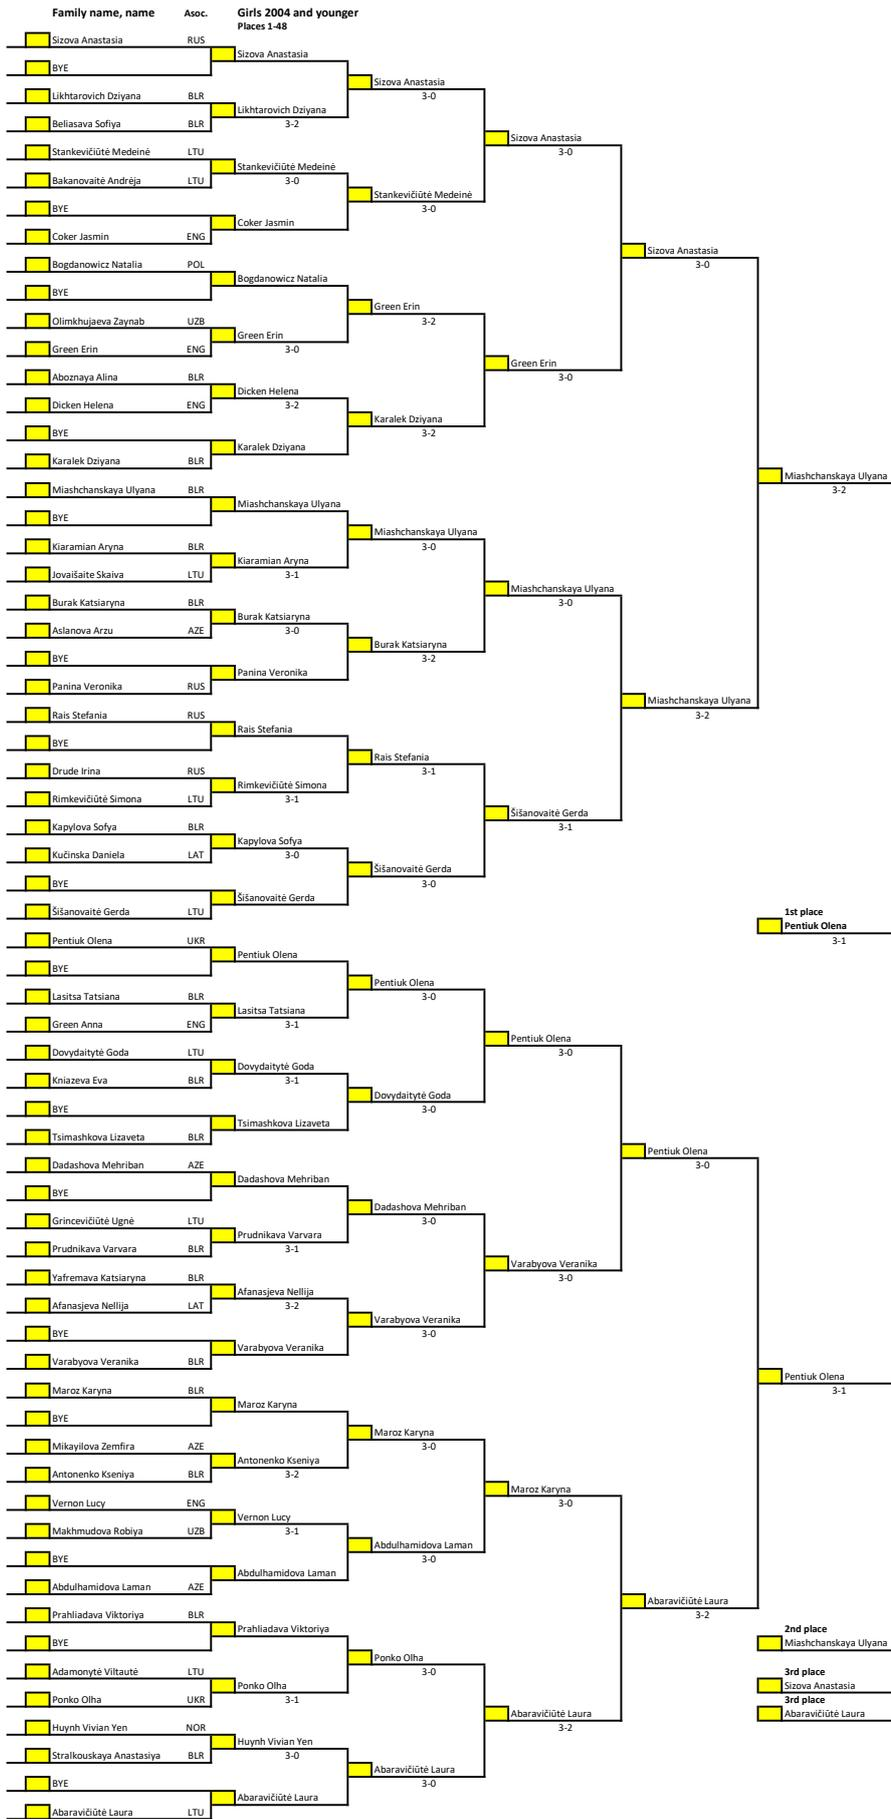 Family name, name Asoc. Girls 2004 and younger
Places 1-48
Sizova Anastasia RUS
Sizova Anastasia
BYE
Sizova Anastasia
3-0
Likhtarovich Dziyana BLR
Likhtarovich Dziyana
3-2
Beliasava Sofiya BLR
Sizova Anastasia
3-0
Stankevičiūtė Medeinė LTU
Stankevičiūtė Medeinė
3-0
Bakanovaitė Andrėja LTU
Stankevičiūtė Medeinė
3-0
BYE
Coker Jasmin
Coker Jasmin ENG
Sizova Anastasia
3-0
Bogdanowicz Natalia POL
Bogdanowicz Natalia
BYE
Green Erin
3-2
Olimkhujaeva Zaynab UZB
Green Erin
3-0
Green Erin ENG
Green Erin
3-0
Aboznaya Alina BLR
Dicken Helena
3-2
Dicken Helena ENG
Karalek Dziyana
3-2
BYE
Karalek Dziyana
Karalek Dziyana BLR
Miashchanskaya Ulyana
3-2
Miashchanskaya Ulyana BLR
Miashchanskaya Ulyana
BYE
Miashchanskaya Ulyana
3-0
Kiaramian Aryna BLR
Kiaramian Aryna
3-1
Jovaišaite Skaiva LTU
Miashchanskaya Ulyana
3-0
Burak Katsiaryna BLR
Burak Katsiaryna
3-0
Aslanova Arzu AZE
Burak Katsiaryna
3-2
BYE
Panina Veronika
Panina Veronika RUS
Miashchanskaya Ulyana
3-2
Rais Stefania RUS
Rais Stefania
BYE
Rais Stefania
3-1
Drude Irina RUS
Rimkevičiūtė Simona
3-1
Rimkevičiūtė Simona LTU
Šišanovaitė Gerda
3-1
Kapylova Sofya BLR
Kapylova Sofya
3-0
Kučinska Daniela LAT
Šišanovaitė Gerda
3-0
BYE
Šišanovaitė Gerda
Šišanovaitė Gerda LTU
1st place
Pentiuk Olena
3-1
Pentiuk Olena UKR
Pentiuk Olena
BYE
Pentiuk Olena
3-0
Lasitsa Tatsiana BLR
Lasitsa Tatsiana
3-1
Green Anna ENG
Pentiuk Olena
3-0
Dovydaitytė Goda LTU
Dovydaitytė Goda
3-1
Kniazeva Eva BLR
Dovydaitytė Goda
3-0
BYE
Tsimashkova Lizaveta
Tsimashkova Lizaveta BLR
Pentiuk Olena
3-0
Dadashova Mehriban AZE
Dadashova Mehriban
BYE
Dadashova Mehriban
3-0
Grincevičiūtė Ugnė LTU
Prudnikava Varvara
3-1
Prudnikava Varvara BLR
Varabyova Veranika
3-0
Yafremava Katsiaryna BLR
Afanasjeva Nellija
3-2
Afanasjeva Nellija LAT
Varabyova Veranika
3-0
BYE
Varabyova Veranika
Varabyova Veranika BLR
Pentiuk Olena
3-1
Maroz Karyna BLR
Maroz Karyna
BYE
Maroz Karyna
3-0
Mikayilova Zemfira AZE
Antonenko Kseniya
3-2
Antonenko Kseniya BLR
Maroz Karyna
3-0
Vernon Lucy ENG
Vernon Lucy
3-1
Makhmudova Robiya UZB
Abdulhamidova Laman
3-0
BYE
Abdulhamidova Laman
Abdulhamidova Laman AZE
Abaravičiūtė Laura
3-2
Prahliadava Viktoriya BLR
Prahliadava Viktoriya
2nd place
Miashchanskaya Ulyana
BYE
Ponko Olha
3-0
Adamonytė Viltautė LTU
3rd place
Sizova Anastasia
Ponko Olha
3-1
Ponko Olha UKR
3rd place
Abaravičiūtė Laura
Abaravičiūtė Laura
3-2
Huynh Vivian Yen NOR
Huynh Vivian Yen
3-0
Stralkouskaya Anastasiya BLR
Abaravičiūtė Laura
3-0
BYE
Abaravičiūtė Laura
Abaravičiūtė Laura LTU